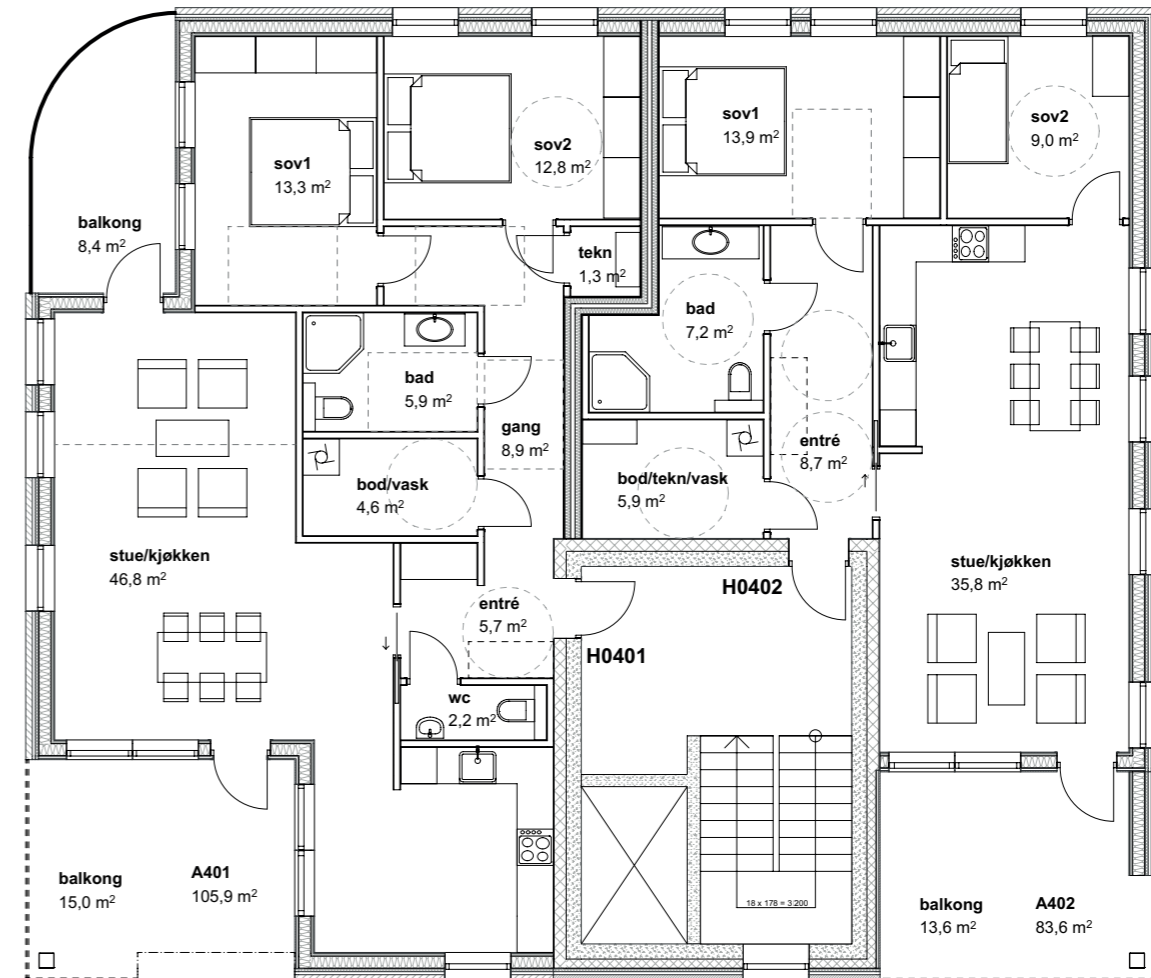 sov1
13,3 m²
sov2
12,8 m²
sov1
13,9 m²
sov2
9,0 m²
balkong
8,4 m²
tekn
1,3 m²
bad
7,2 m²
bad
5,9 m²
gang
8,9 m²
entré
8,7 m²
bod/vask
4,6 m²
bod/tekn/vask
5,9 m²
stue/kjøkken
46,8 m²
stue/kjøkken
35,8 m²
H0402
entré
5,7 m²
H0401
wc
2,2 m²
balkong
15,0 m²
A401
105,9 m²
18 x 178 = 3200
balkong
13,6 m²
A402
83,6 m²